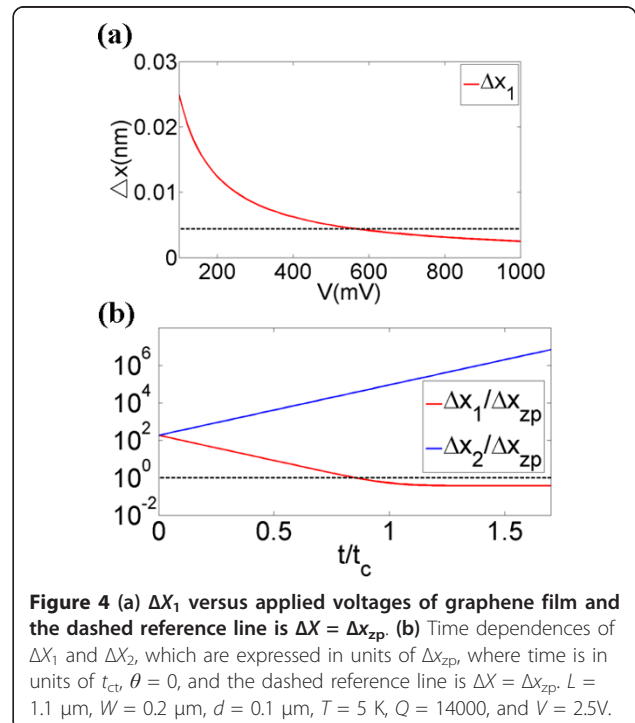 (a)
0.03
Δx₁
0.02
0.01
0
△x(nm)
200 400 600 800 1000
V(mV)
(b)
10⁶
10⁴
10²
10⁰
10⁻²
Δx₁/Δx_zp
Δx₂/Δx_zp
0 0.5 1 1.5
t/t_c
Figure 4 (a) ΔX₁ versus applied voltages of graphene film and
the dashed reference line is ΔX = Δx_zp. (b) Time dependences of
ΔX₁ and ΔX₂, which are expressed in units of Δx_zp, where time is in
units of t_ct, θ = 0, and the dashed reference line is ΔX = Δx_zp. L =
1.1 μm, W = 0.2 μm, d = 0.1 μm, T = 5 K, Q = 14000, and V = 2.5V.